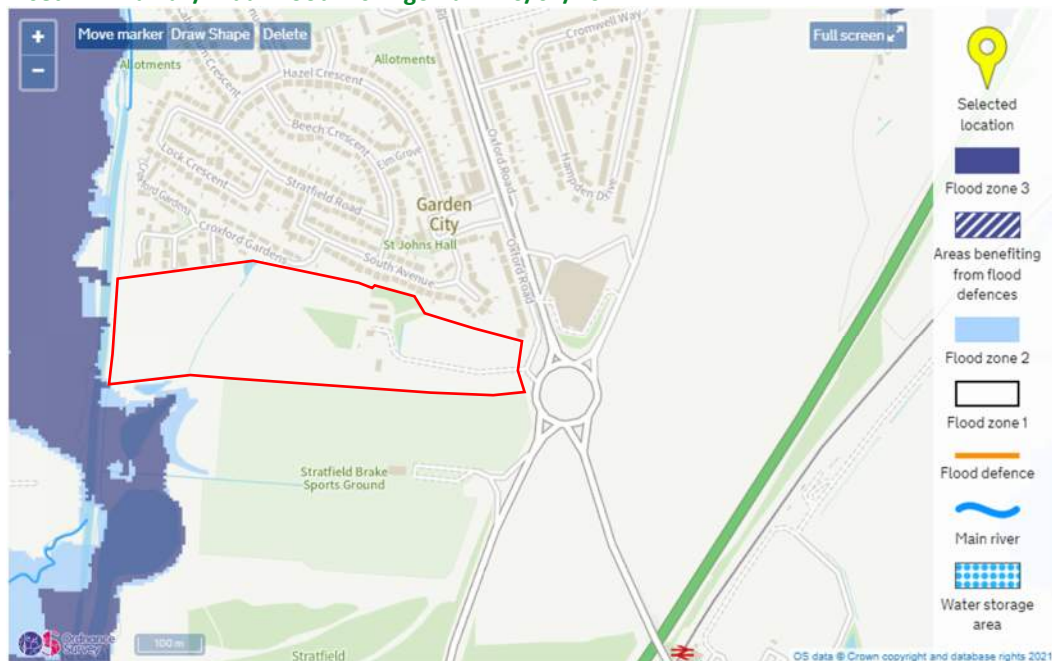 Move marker
Draw Shape
Delete
Full screen
Cromwell Way
Allotments
Allotments
Crescent
Hazel Crescent
Beech Crescent
Elm Grove
Oxford Road
Hampden Drive
Lock Crescent
Stratfield Road
Croxford Gardens
Garden
City
St Johns Hall
South Avenue
Oxford Road
Stratfield Brake
Sports Ground
Stratfield
Ordnance
Survey
100 m
Selected
location
Flood zone 3
Areas benefiting
from flood
defences
Flood zone 2
Flood zone 1
Flood defence
Main river
Water storage
area
OS data © Crown copyright and database rights 2021